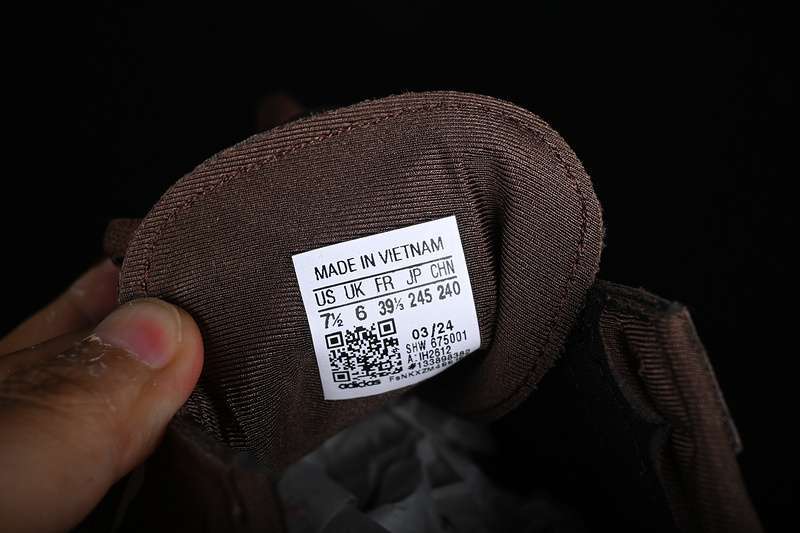 MADE IN VIETNAM
US UK FR JP CHN
7½ 6 39⅓ 245 240
03/24
SHW 675001
A: IH2612
adidas